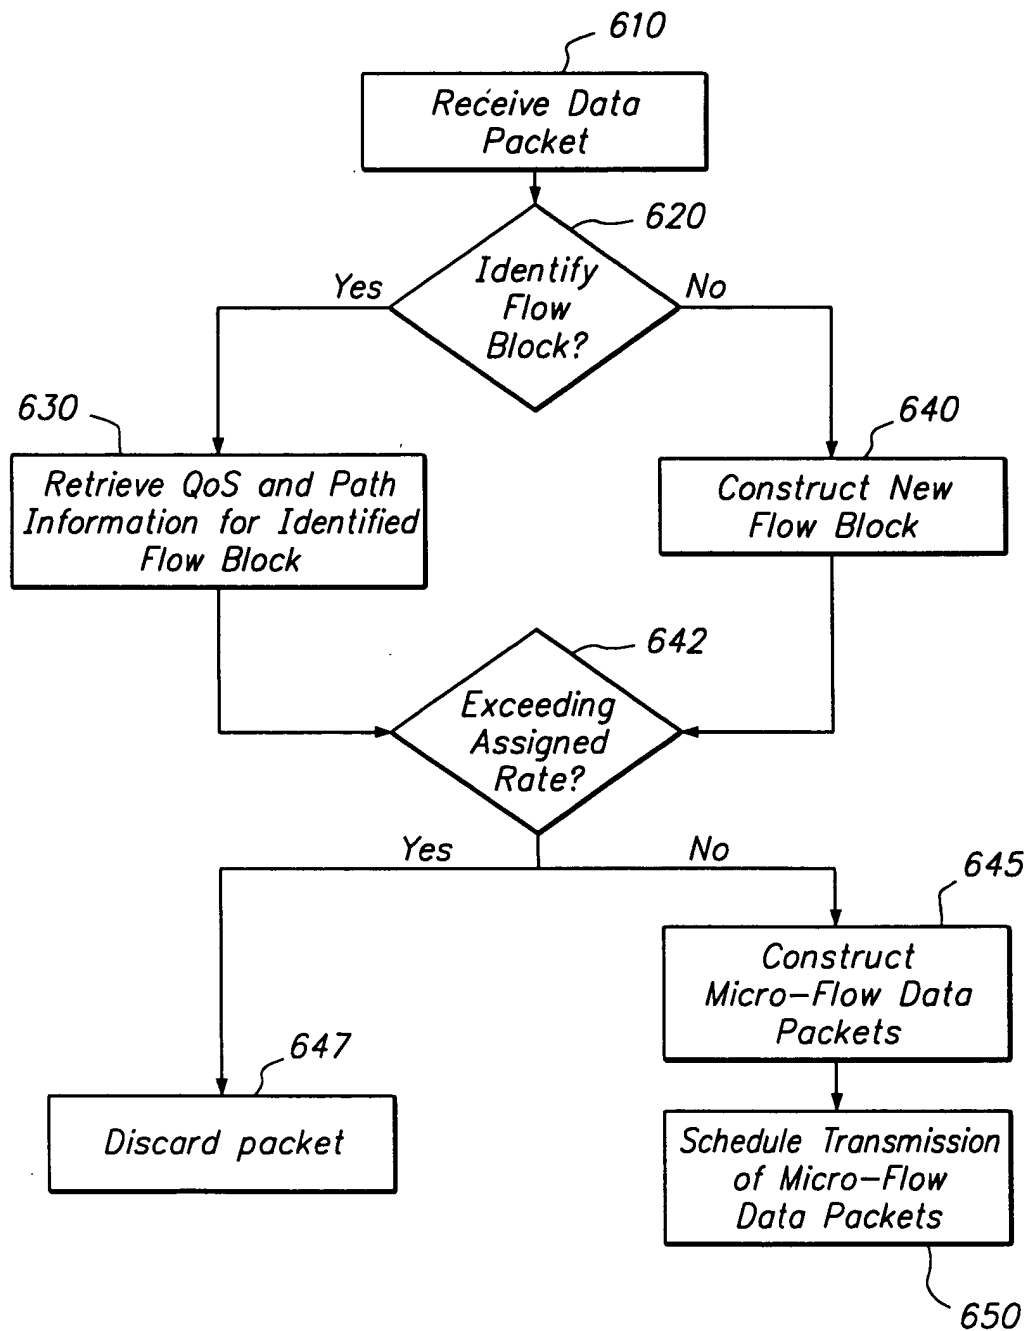 610
Receive Data
Packet
620
Identify
Flow
Block?
Yes
No
630
640
Retrieve QoS and Path
Information for Identified
Flow Block
Construct New
Flow Block
642
Exceeding
Assigned
Rate?
Yes
No
645
Construct
Micro-Flow Data
Packets
647
Discard packet
Schedule Transmission
of Micro-Flow
Data Packets
650